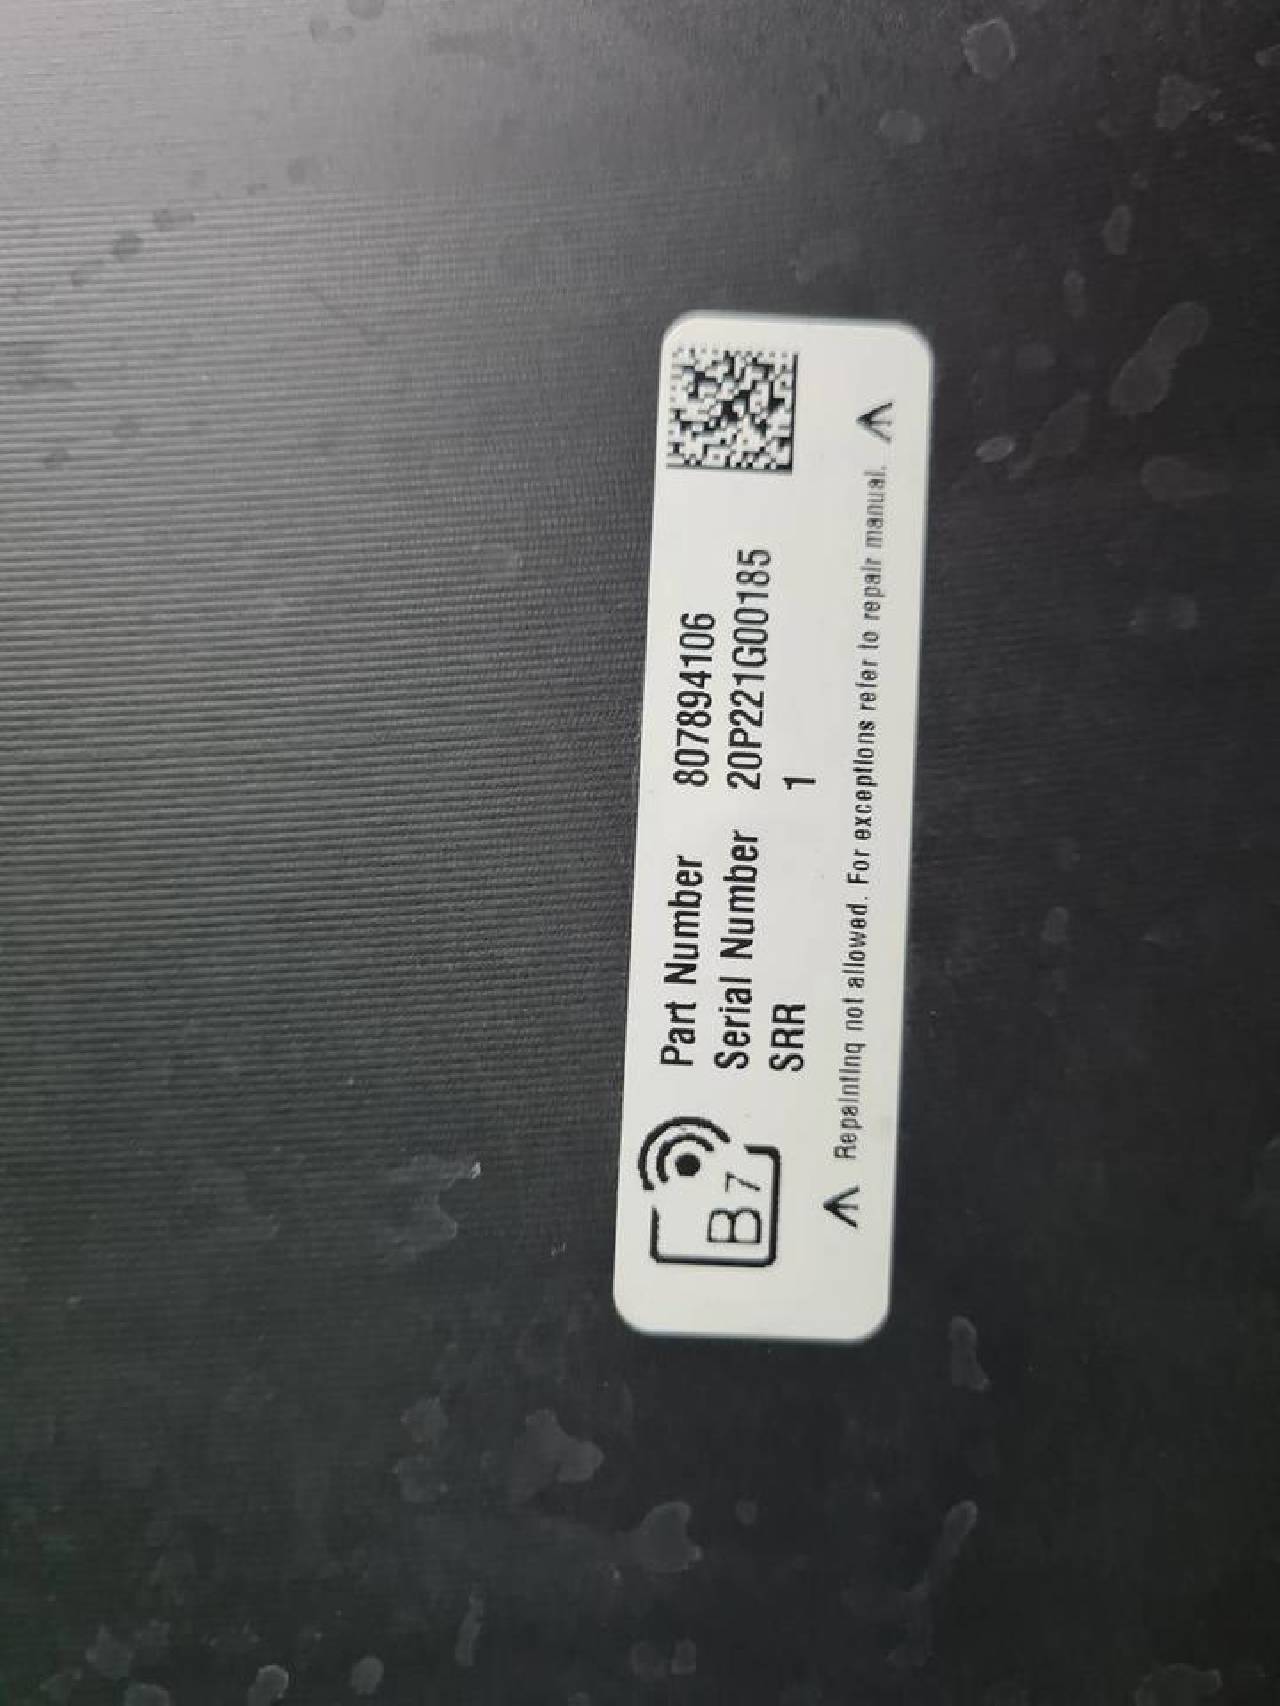 B7
Part Number 807894106
Serial Number 20P221G00185
SRR 1
Repainting not allowed. For exceptions refer to repair manual.